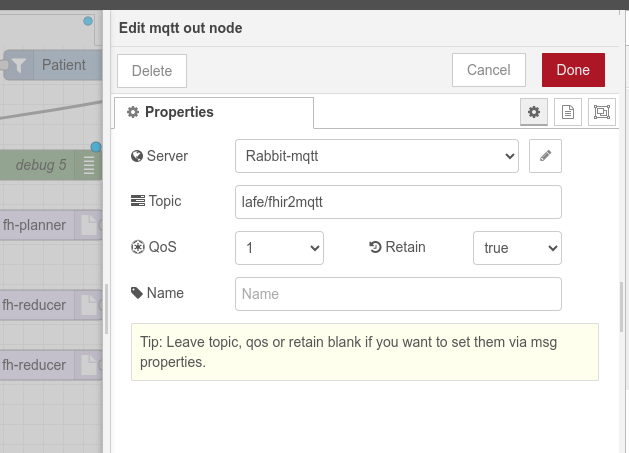 Edit mqtt out node
Delete
Cancel
Done
Properties
Server
Rabbit-mqtt
Topic
lafe/fhir2mqtt
QoS
1
Retain
true
Name
Name
Tip: Leave topic, qos or retain blank if you want to set them via msg
properties.
Patient
debug 5
fh-planner
fh-reducer
fh-reducer